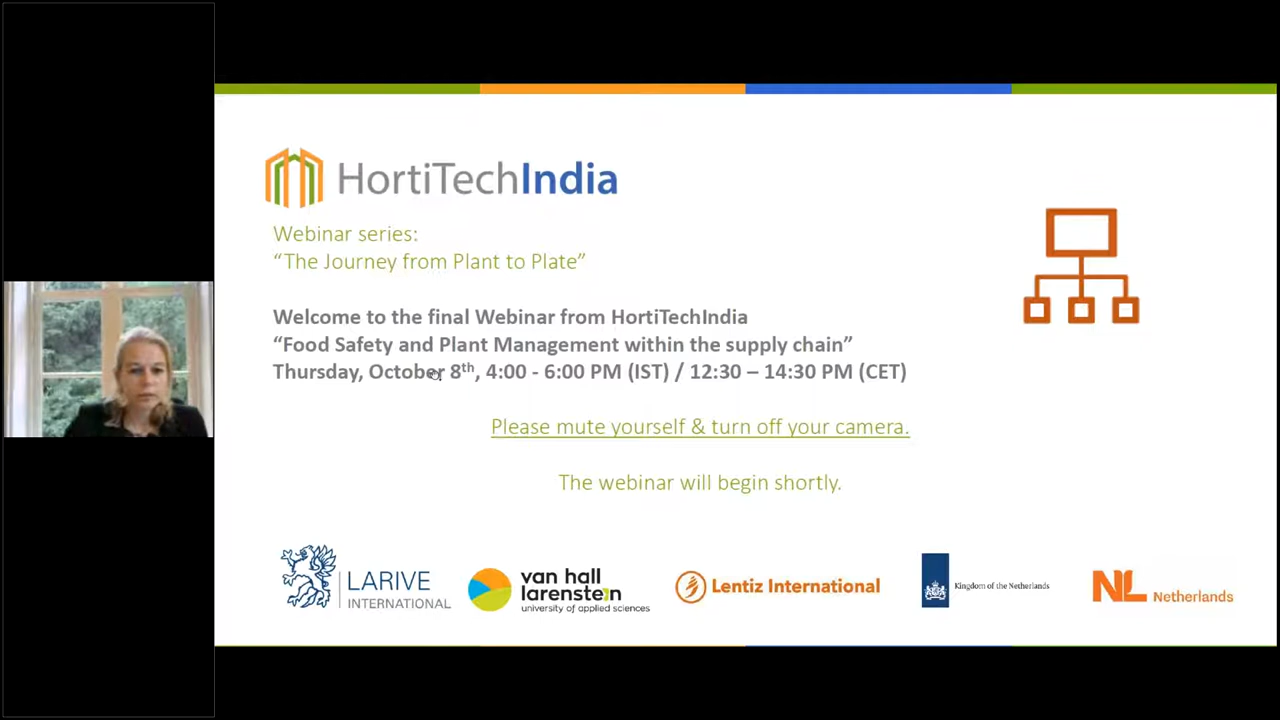 HortiTechIndia
Webinar series:
“The Journey from Plant to Plate”
Welcome to the final Webinar from HortiTechIndia
“Food Safety and Plant Management within the supply chain”
Thursday, October 8th, 4:00 - 6:00 PM (IST) / 12:30 – 14:30 PM (CET)
Please mute yourself & turn off your camera.
The webinar will begin shortly.
LARIVE
INTERNATIONAL
van hall
larenstein
university of applied sciences
Lentiz International
Kingdom of the Netherlands
NL Netherlands